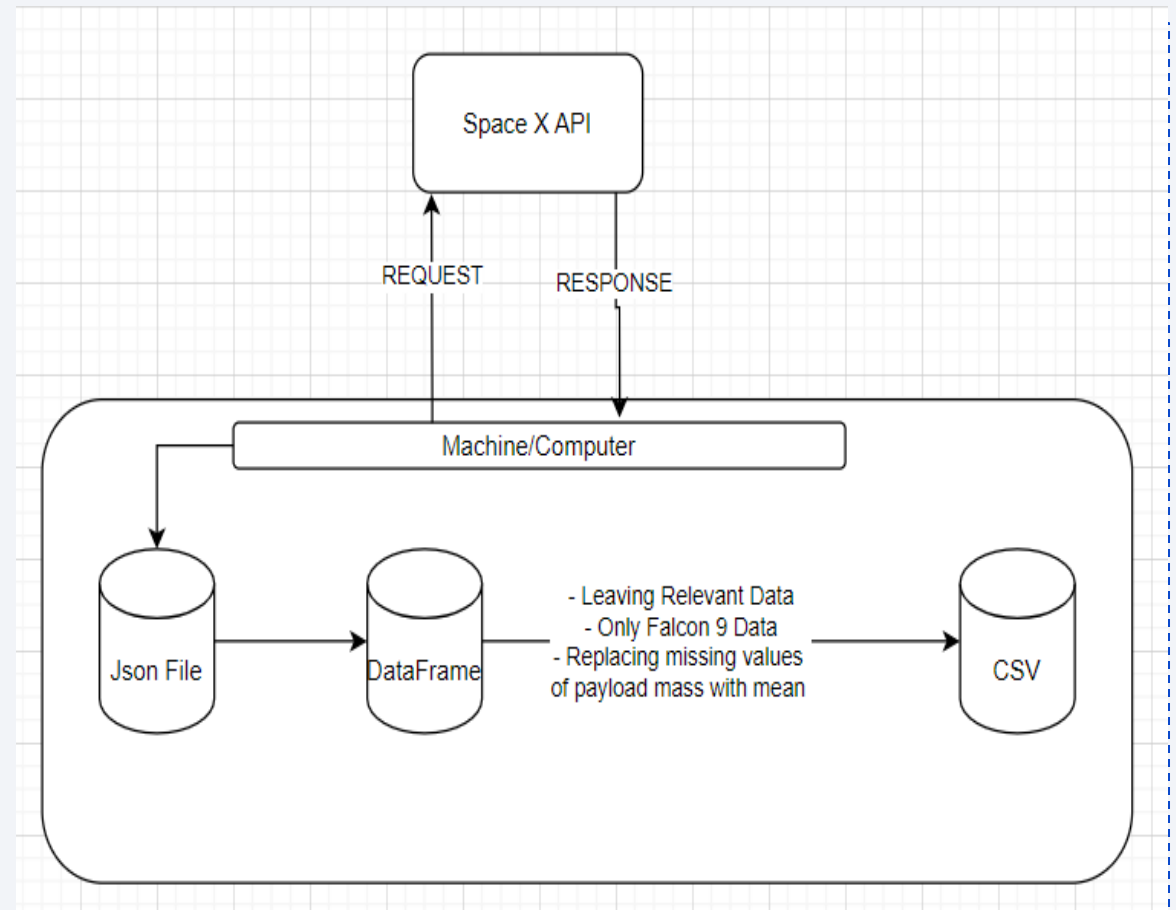 Space X API
REQUEST
RESPONSE
Machine/Computer
Json File
DataFrame
- Leaving Relevant Data
- Only Falcon 9 Data
- Replacing missing values
of payload mass with mean
CSV